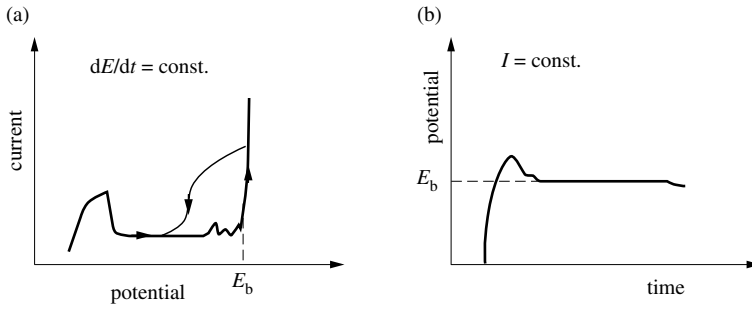 (a)
dE/dt = const.
current
potential
E_b
(b)
I = const.
potential
E_b
time